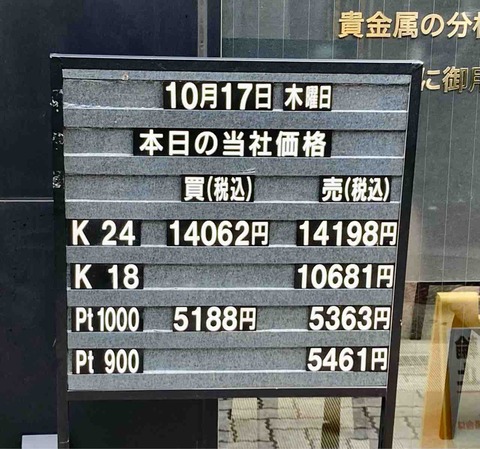 貴金属の分析
に御用
10月17日 木曜日
本日の当社価格
買(税込) 売(税込)
K 24 14062円 14198円
K 18 10681円
Pt1000 5188円 5363円
Pt 900 5461円